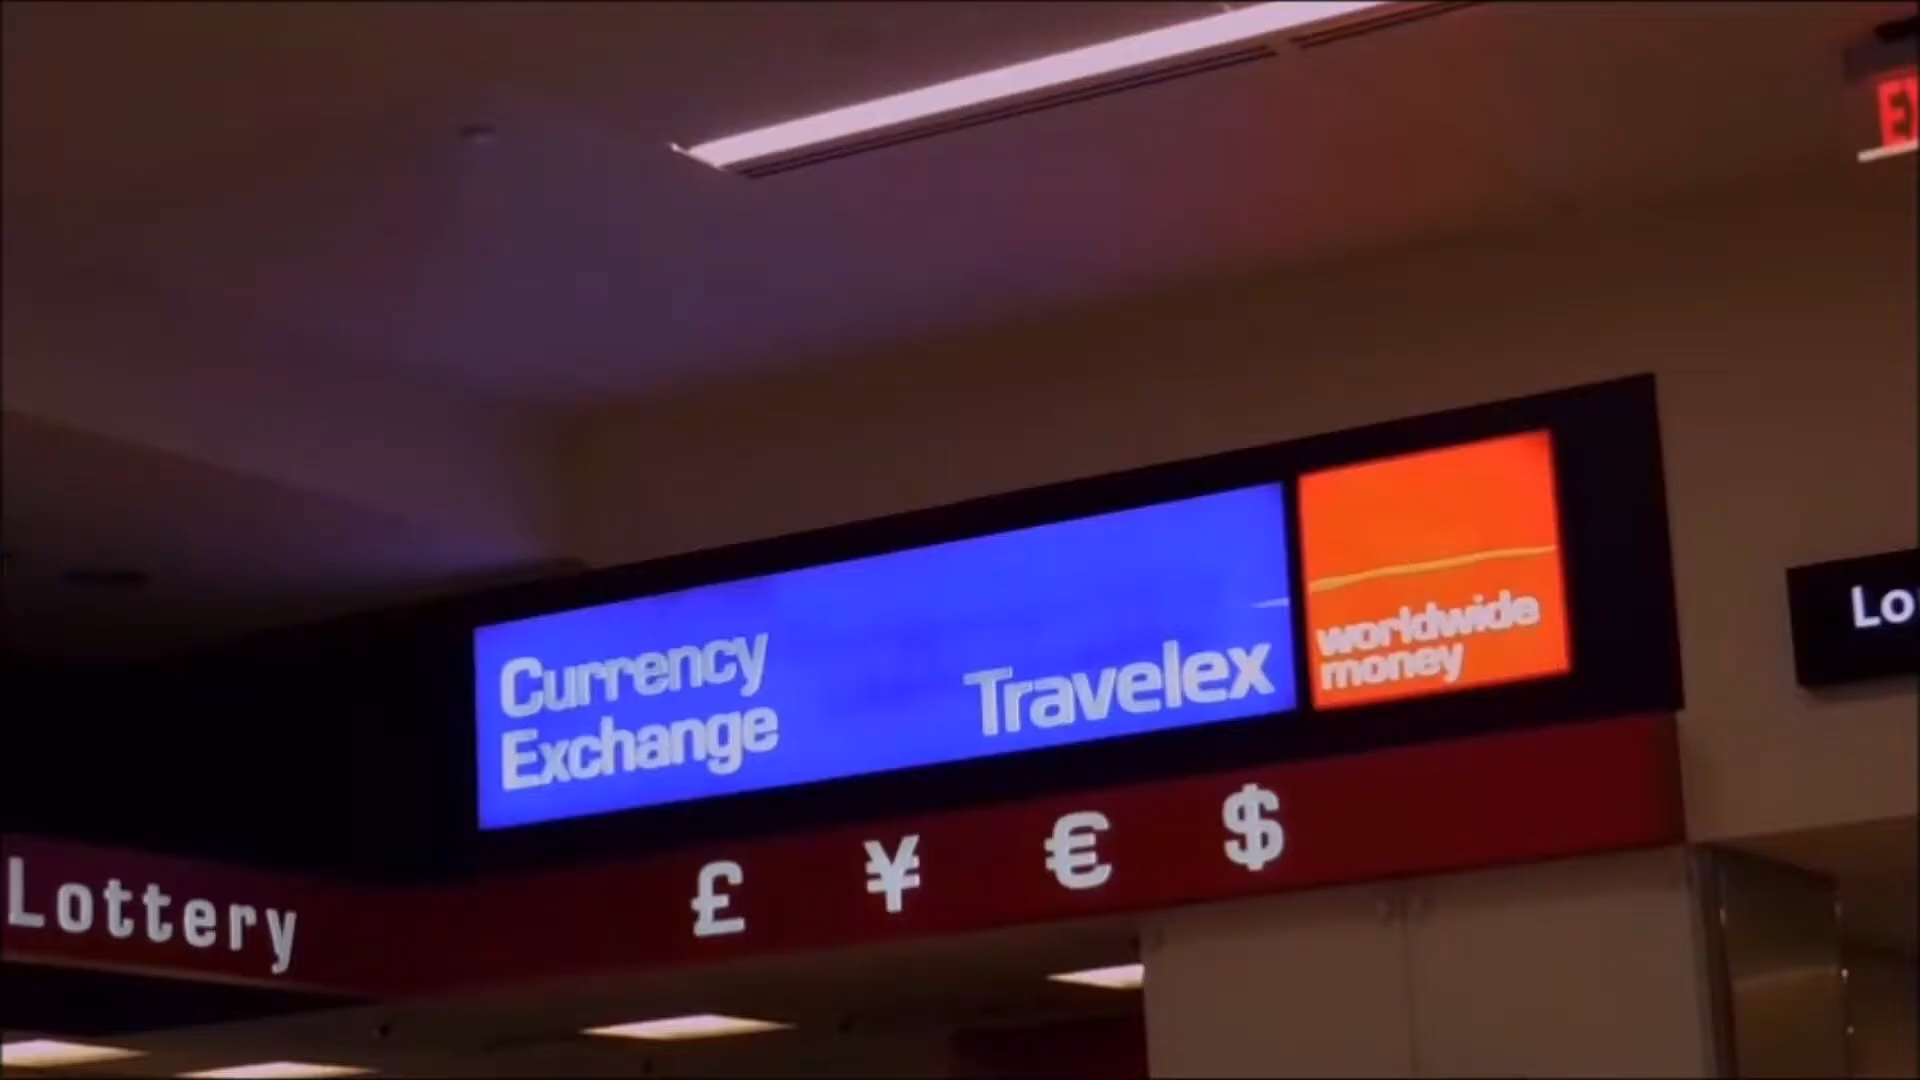 Currency
Exchange
Travelex
worldwide
money
£ ¥ € $
Lottery